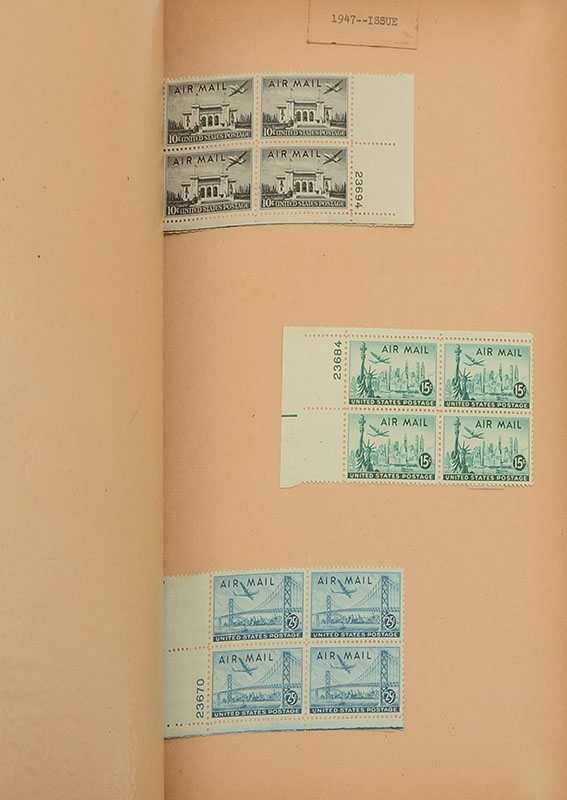 1947--ISSUE
AIR MAIL AIR MAIL
10¢ UNITED STATES POSTAGE 10¢ UNITED STATES POSTAGE
AIR MAIL AIR MAIL
10¢ UNITED STATES POSTAGE 10¢ UNITED STATES POSTAGE
23694
23684
AIR MAIL AIR MAIL
15¢ 15¢
UNITED STATES POSTAGE UNITED STATES POSTAGE
AIR MAIL AIR MAIL
15¢ 15¢
UNITED STATES POSTAGE UNITED STATES POSTAGE
AIR MAIL AIR MAIL
25¢ 25¢
UNITED STATES POSTAGE UNITED STATES POSTAGE
AIR MAIL AIR MAIL
25¢ 25¢
UNITED STATES POSTAGE UNITED STATES POSTAGE
23670